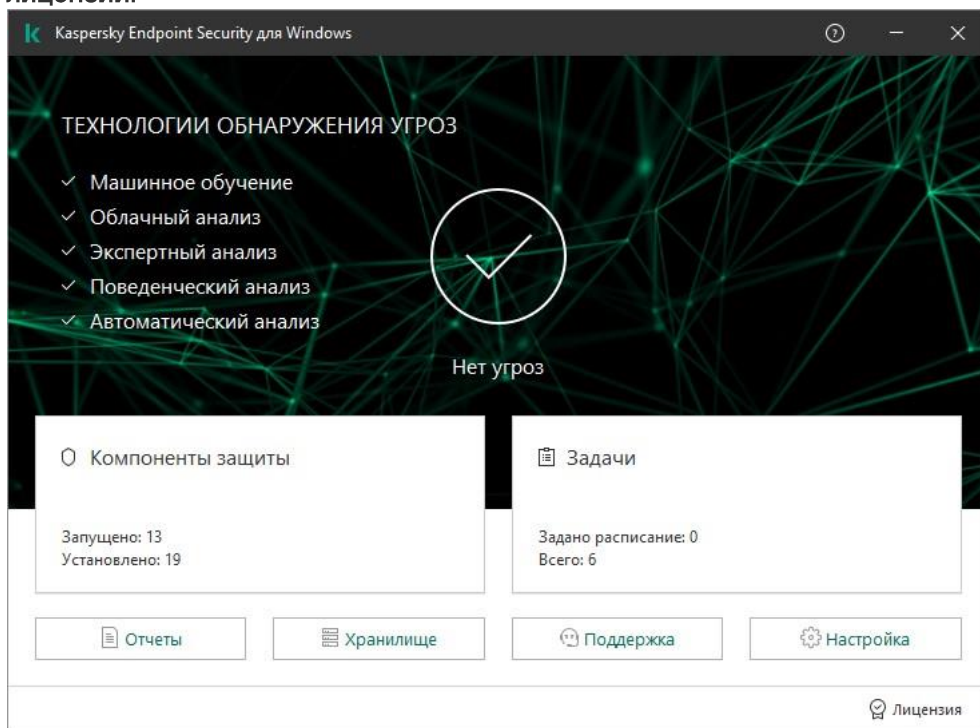 Kaspersky Endpoint Security для Windows
ТЕХНОЛОГИИ ОБНАРУЖЕНИЯ УГРОЗ
Машинное обучение
Облачный анализ
Экспертный анализ
Поведенческий анализ
Автоматический анализ
Нет угроз
Компоненты защиты
Запущено: 13
Установлено: 19
Задачи
Задано расписание: 0
Всего: 6
Отчеты
Хранилище
Поддержка
Настройка
Лицензия